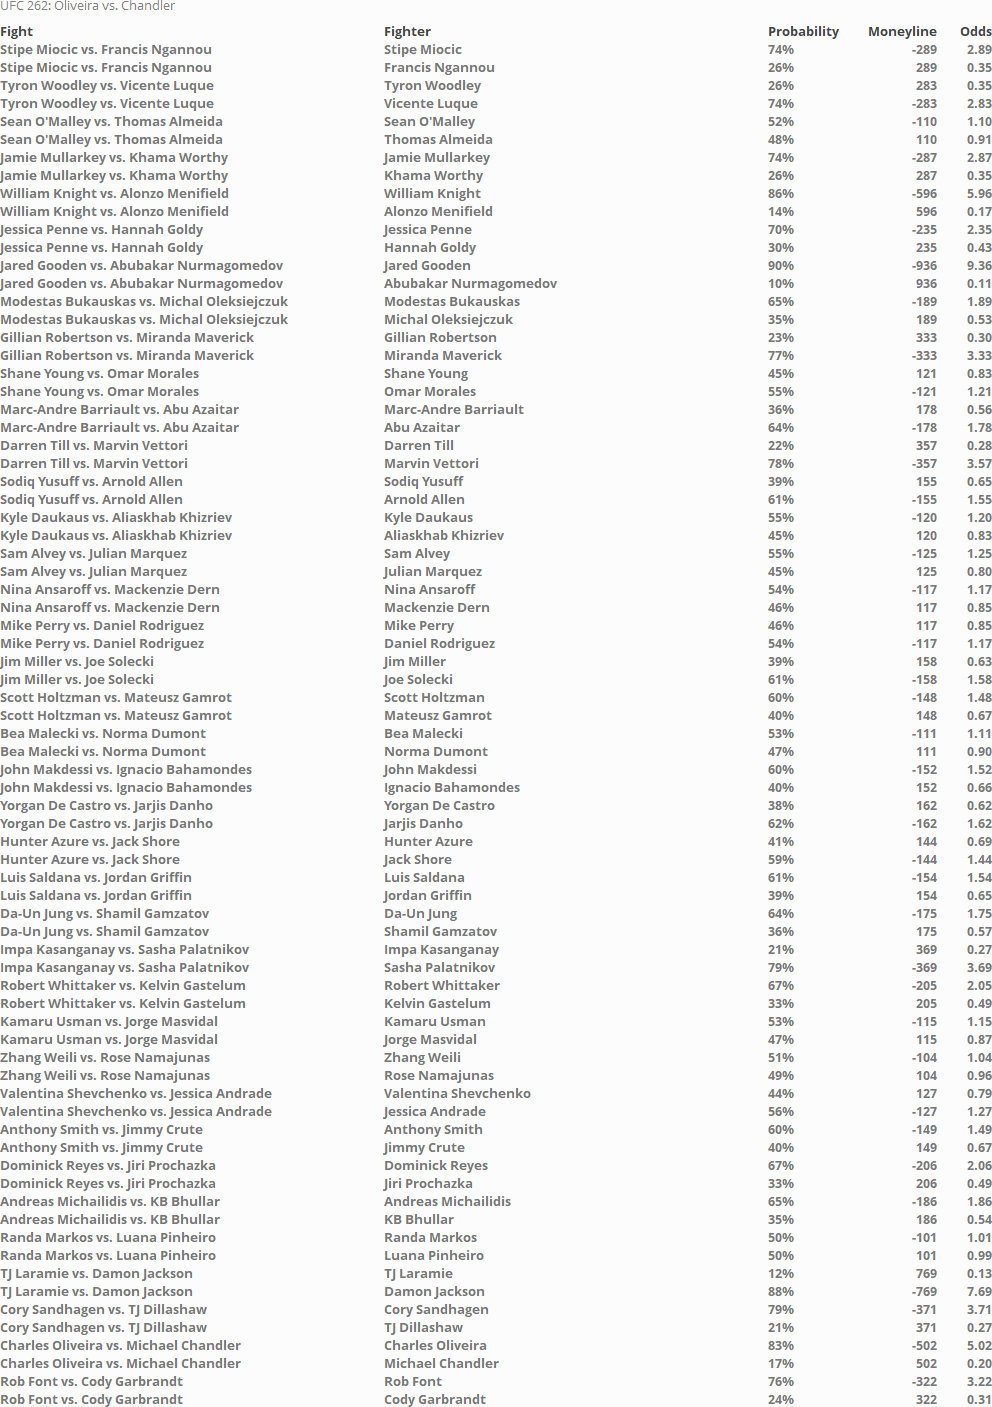 UFC 262: Oliveira vs. Chandler
Fight Fighter Probability Moneyline Odds
Stipe Miocic vs. Francis Ngannou Stipe Miocic 74% -289 2.89
Stipe Miocic vs. Francis Ngannou Francis Ngannou 26% 289 0.35
Tyron Woodley vs. Vicente Luque Tyron Woodley 26% 283 0.35
Tyron Woodley vs. Vicente Luque Vicente Luque 74% -283 2.83
Sean O'Malley vs. Thomas Almeida Sean O'Malley 52% -110 1.10
Sean O'Malley vs. Thomas Almeida Thomas Almeida 48% 110 0.91
Jamie Mullarkey vs. Khama Worthy Jamie Mullarkey 74% -287 2.87
Jamie Mullarkey vs. Khama Worthy Khama Worthy 26% 287 0.35
William Knight vs. Alonzo Menifield William Knight 86% -596 5.96
William Knight vs. Alonzo Menifield Alonzo Menifield 14% 596 0.17
Jessica Penne vs. Hannah Goldy Jessica Penne 70% -235 2.35
Jessica Penne vs. Hannah Goldy Hannah Goldy 30% 235 0.43
Jared Gooden vs. Abubakar Nurmagomedov Jared Gooden 90% -936 9.36
Jared Gooden vs. Abubakar Nurmagomedov Abubakar Nurmagomedov 10% 936 0.11
Modestas Bukauskas vs. Michal Oleksiejczuk Modestas Bukauskas 65% -189 1.89
Modestas Bukauskas vs. Michal Oleksiejczuk Michal Oleksiejczuk 35% 189 0.53
Gillian Robertson vs. Miranda Maverick Gillian Robertson 23% 333 0.30
Gillian Robertson vs. Miranda Maverick Miranda Maverick 77% -333 3.33
Shane Young vs. Omar Morales Shane Young 45% 121 0.83
Shane Young vs. Omar Morales Omar Morales 55% -121 1.21
Marc-Andre Barriault vs. Abu Azaitar Marc-Andre Barriault 36% 178 0.56
Marc-Andre Barriault vs. Abu Azaitar Abu Azaitar 64% -178 1.78
Darren Till vs. Marvin Vettori Darren Till 22% 357 0.28
Darren Till vs. Marvin Vettori Marvin Vettori 78% -357 3.57
Sodiq Yusuff vs. Arnold Allen Sodiq Yusuff 39% 155 0.65
Sodiq Yusuff vs. Arnold Allen Arnold Allen 61% -155 1.55
Kyle Daukaus vs. Aliaskhab Khizriev Kyle Daukaus 55% -120 1.20
Kyle Daukaus vs. Aliaskhab Khizriev Aliaskhab Khizriev 45% 120 0.83
Sam Alvey vs. Julian Marquez Sam Alvey 55% -125 1.25
Sam Alvey vs. Julian Marquez Julian Marquez 45% 125 0.80
Nina Ansaroff vs. Mackenzie Dern Nina Ansaroff 54% -117 1.17
Nina Ansaroff vs. Mackenzie Dern Mackenzie Dern 46% 117 0.85
Mike Perry vs. Daniel Rodriguez Mike Perry 46% 117 0.85
Mike Perry vs. Daniel Rodriguez Daniel Rodriguez 54% -117 1.17
Jim Miller vs. Joe Solecki Jim Miller 39% 158 0.63
Jim Miller vs. Joe Solecki Joe Solecki 61% -158 1.58
Scott Holtzman vs. Mateusz Gamrot Scott Holtzman 60% -148 1.48
Scott Holtzman vs. Mateusz Gamrot Mateusz Gamrot 40% 148 0.67
Bea Malecki vs. Norma Dumont Bea Malecki 53% -111 1.11
Bea Malecki vs. Norma Dumont Norma Dumont 47% 111 0.90
John Makdessi vs. Ignacio Bahamondes John Makdessi 60% -152 1.52
John Makdessi vs. Ignacio Bahamondes Ignacio Bahamondes 40% 152 0.66
Yorgan De Castro vs. Jarjis Danho Yorgan De Castro 38% 162 0.62
Yorgan De Castro vs. Jarjis Danho Jarjis Danho 62% -162 1.62
Hunter Azure vs. Jack Shore Hunter Azure 41% 144 0.69
Hunter Azure vs. Jack Shore Jack Shore 59% -144 1.44
Luis Saldana vs. Jordan Griffin Luis Saldana 61% -154 1.54
Luis Saldana vs. Jordan Griffin Jordan Griffin 39% 154 0.65
Da-Un Jung vs. Shamil Gamzatov Da-Un Jung 64% -175 1.75
Da-Un Jung vs. Shamil Gamzatov Shamil Gamzatov 36% 175 0.57
Impa Kasanganay vs. Sasha Palatnikov Impa Kasanganay 21% 369 0.27
Impa Kasanganay vs. Sasha Palatnikov Sasha Palatnikov 79% -369 3.69
Robert Whittaker vs. Kelvin Gastelum Robert Whittaker 67% -205 2.05
Robert Whittaker vs. Kelvin Gastelum Kelvin Gastelum 33% 205 0.49
Kamaru Usman vs. Jorge Masvidal Kamaru Usman 53% -115 1.15
Kamaru Usman vs. Jorge Masvidal Jorge Masvidal 47% 115 0.87
Zhang Weili vs. Rose Namajunas Zhang Weili 51% -104 1.04
Zhang Weili vs. Rose Namajunas Rose Namajunas 49% 104 0.96
Valentina Shevchenko vs. Jessica Andrade Valentina Shevchenko 44% 127 0.79
Valentina Shevchenko vs. Jessica Andrade Jessica Andrade 56% -127 1.27
Anthony Smith vs. Jimmy Crute Anthony Smith 60% -149 1.49
Anthony Smith vs. Jimmy Crute Jimmy Crute 40% 149 0.67
Dominick Reyes vs. Jiri Prochazka Dominick Reyes 67% -206 2.06
Dominick Reyes vs. Jiri Prochazka Jiri Prochazka 33% 206 0.49
Andreas Michailidis vs. KB Bhullar Andreas Michailidis 65% -186 1.86
Andreas Michailidis vs. KB Bhullar KB Bhullar 35% 186 0.54
Randa Markos vs. Luana Pinheiro Randa Markos 50% -101 1.01
Randa Markos vs. Luana Pinheiro Luana Pinheiro 50% 101 0.99
TJ Laramie vs. Damon Jackson TJ Laramie 12% 769 0.13
TJ Laramie vs. Damon Jackson Damon Jackson 88% -769 7.69
Cory Sandhagen vs. TJ Dillashaw Cory Sandhagen 79% -371 3.71
Cory Sandhagen vs. TJ Dillashaw TJ Dillashaw 21% 371 0.27
Charles Oliveira vs. Michael Chandler Charles Oliveira 83% -502 5.02
Charles Oliveira vs. Michael Chandler Michael Chandler 17% 502 0.20
Rob Font vs. Cody Garbrandt Rob Font 76% -322 3.22
Rob Font vs. Cody Garbrandt Cody Garbrandt 24% 322 0.31